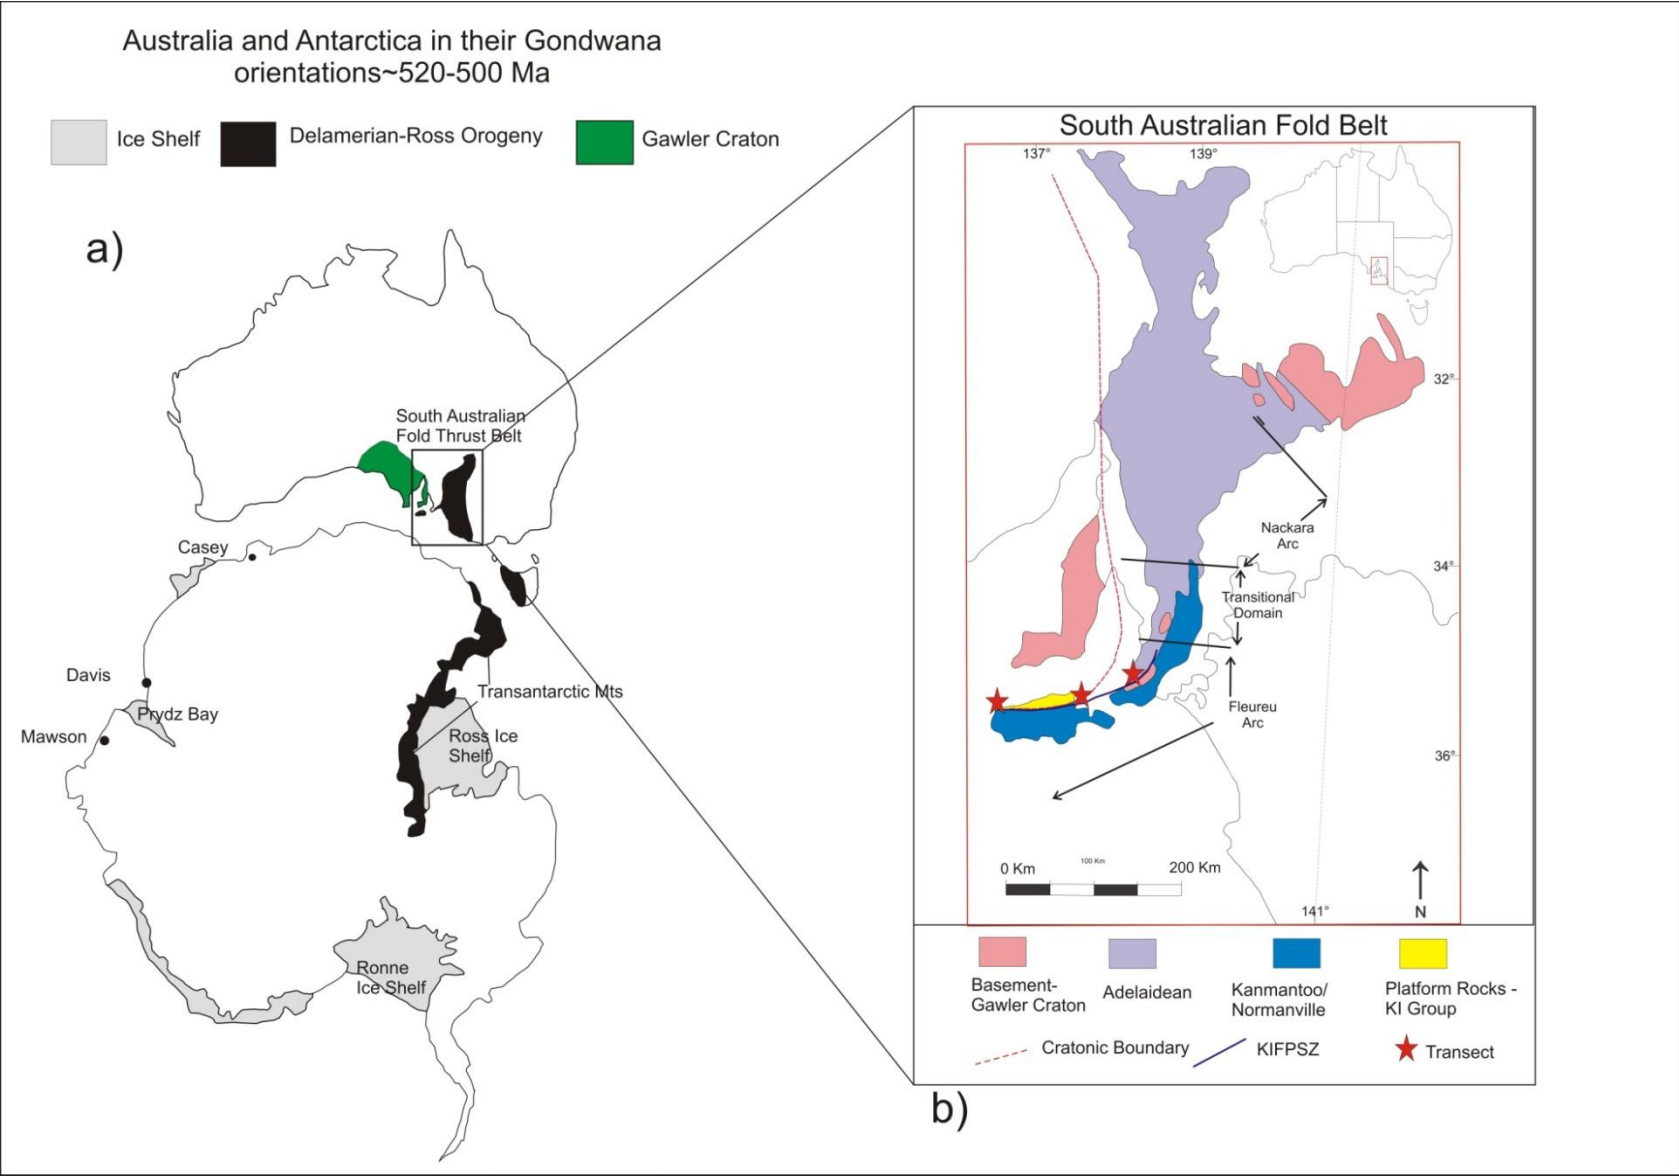 Australia and Antarctica in their Gondwana
orientations~520-500 Ma
Ice Shelf
Delamerian-Ross Orogeny
Gawler Craton
a)
South Australian
Fold Thrust Belt
Casey
Davis
Prydz Bay
Mawson
Transantarctic Mts
Ross Ice
Shelf
Ronne
Ice Shelf
South Australian Fold Belt
137°
139°
32°
Nackara
Arc
34°
Transitional
Domain
Fleureu
Arc
36°
0 Km
100 Km
200 Km
141°
N
Basement-
Gawler Craton
Adelaidean
Kanmantoo/
Normanville
Platform Rocks -
KI Group
Cratonic Boundary
KIFPSZ
Transect
b)